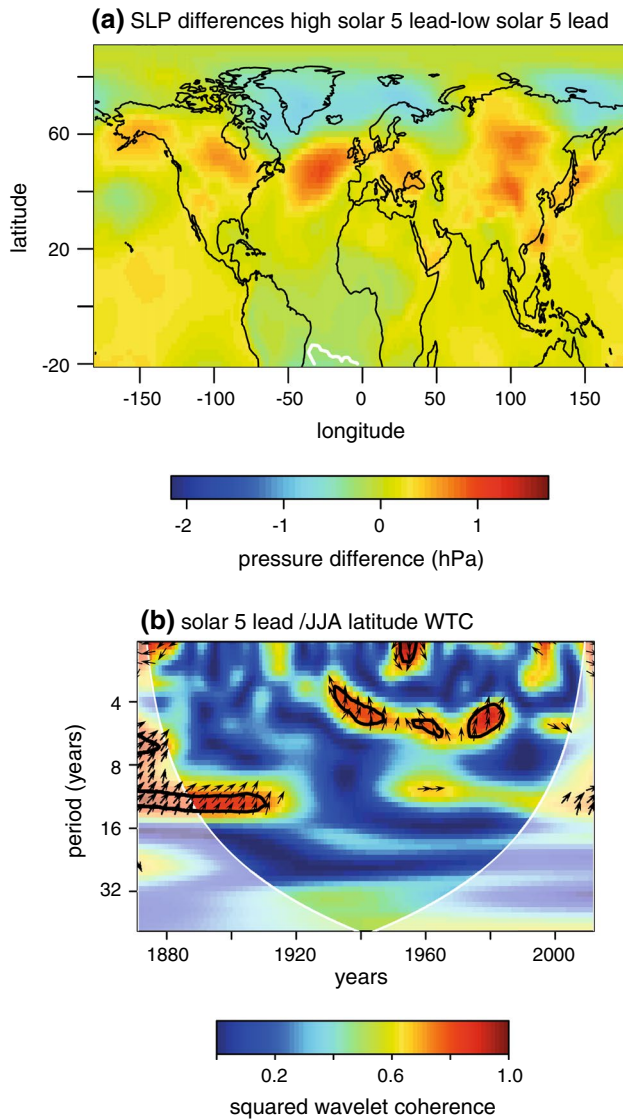 (a) SLP differences high solar 5 lead-low solar 5 lead
60
20
-20
latitude
-150 -100 -50 0 50 100 150
longitude
-2 -1 0 1
pressure difference (hPa)
(b) solar 5 lead /JJA latitude WTC
4
8
16
32
period (years)
1880 1920 1960 2000
years
0.2 0.6 1.0
squared wavelet coherence